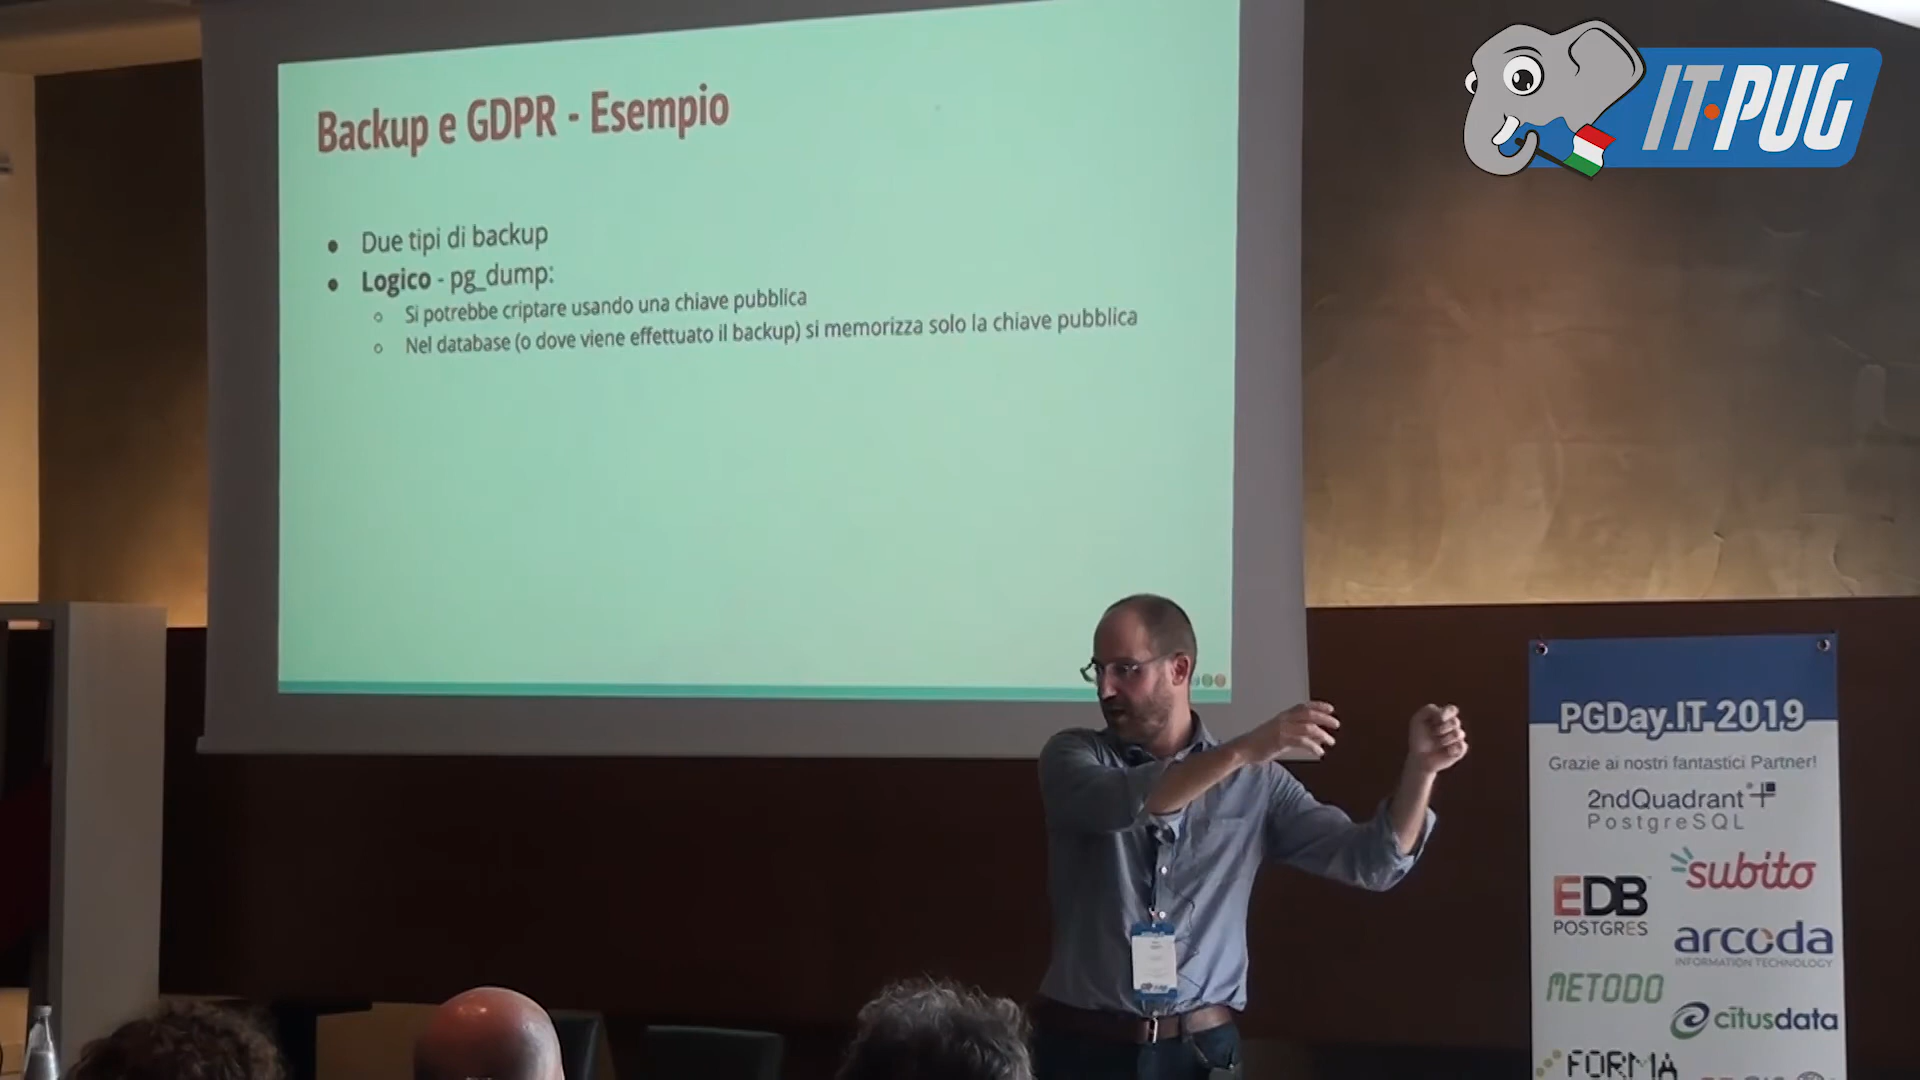 Backup e GDPR - Esempio
● Due tipi di backup
● Logico - pg_dump:
○ Si potrebbe criptare usando una chiave pubblica
○ Nel database (o dove viene effettuato il backup) si memorizza solo la chiave pubblica
IT·PUG
PGDay.IT 2019
Grazie ai nostri fantastici Partner!
2ndQuadrant
PostgreSQL
subito
EDB
POSTGRES
arcoda
INFORMATION TECHNOLOGY
METODO
citusdata
FORMA